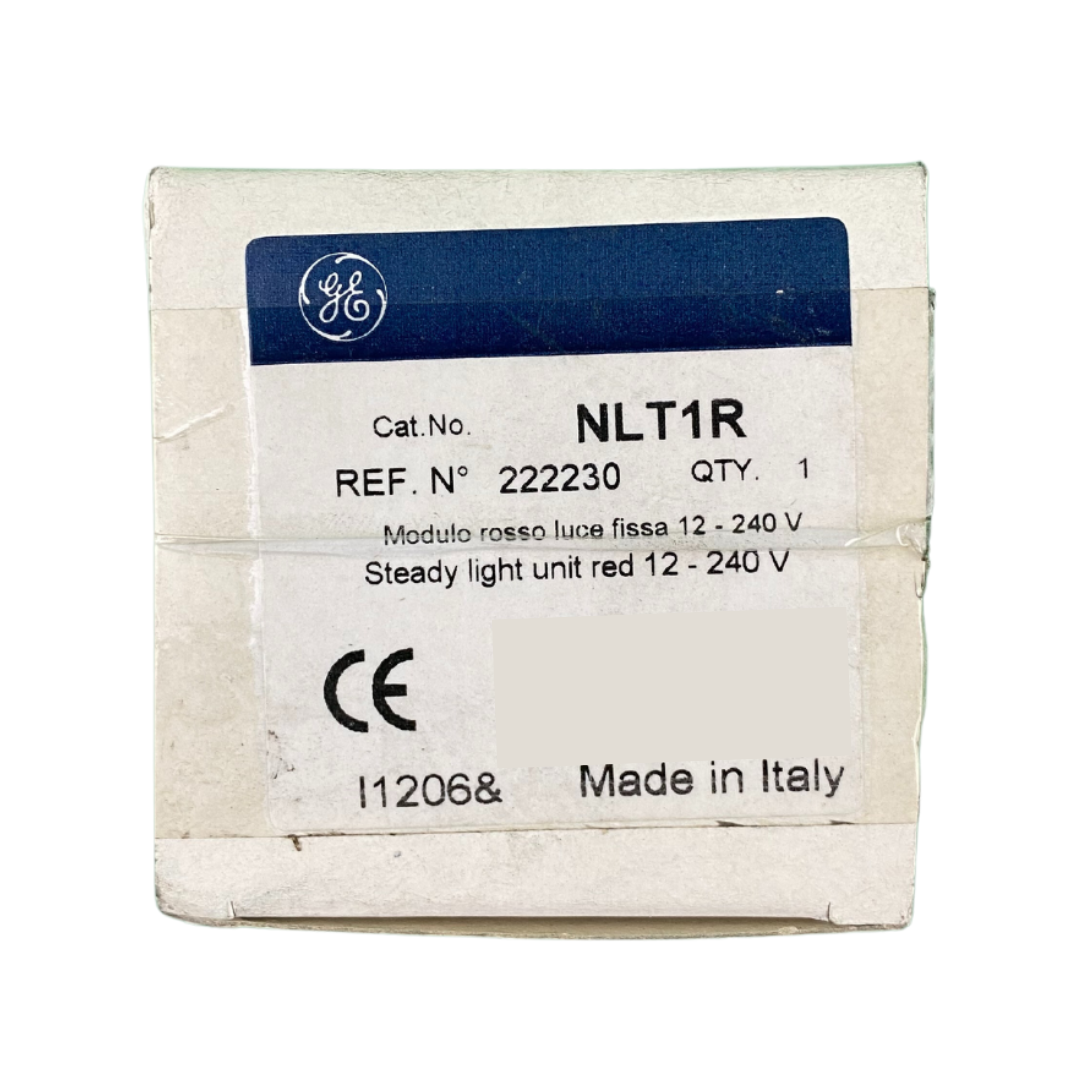 GE
Cat.No. NLT1R
REF. N° 222230 QTY. 1
Modulo rosso luce fissa 12 - 240 V
Steady light unit red 12 - 240 V
CE
I1206& Made in Italy